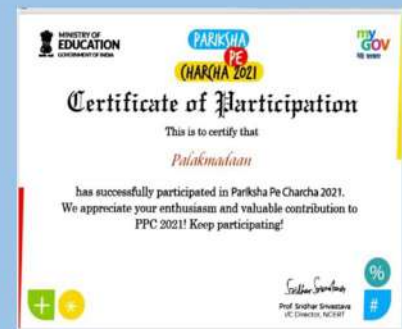 MINISTRY OF
EDUCATION
GOVERNMENT OF INDIA
PARIKSHA
PE
CHARCHA 2021
my
GOV
मेरी सरकार
Certificate of Participation
This is to certify that
Palakmadaan
has successfully participated in Pariksha Pe Charcha 2021.
We appreciate your enthusiasm and valuable contribution to
PPC 2021! Keep participating!
Prof Sridhar Srivastava
I/C Director, NCERT
%
+
*
#